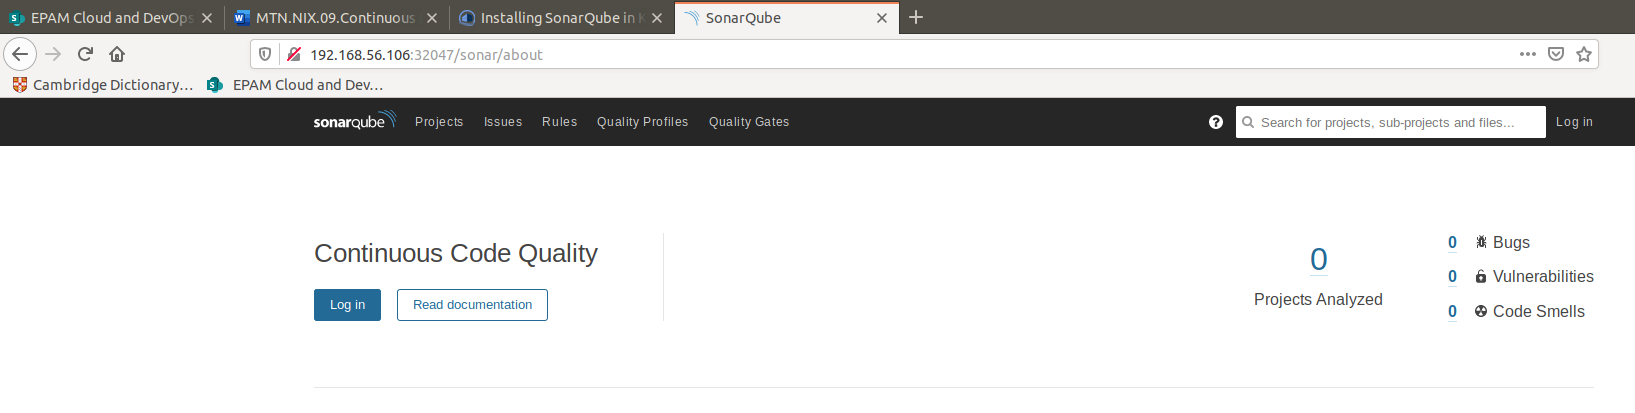 EPAM Cloud and DevOps
MTN.NIX.09.Continuous
Installing SonarQube in K
SonarQube
192.168.56.106:32047/sonar/about
Cambridge Dictionary...
EPAM Cloud and Dev...
sonarqube
Projects
Issues
Rules
Quality Profiles
Quality Gates
Search for projects, sub-projects and files...
Log in
Continuous Code Quality
Log in
Read documentation
0
Projects Analyzed
0 Bugs
0 Vulnerabilities
0 Code Smells